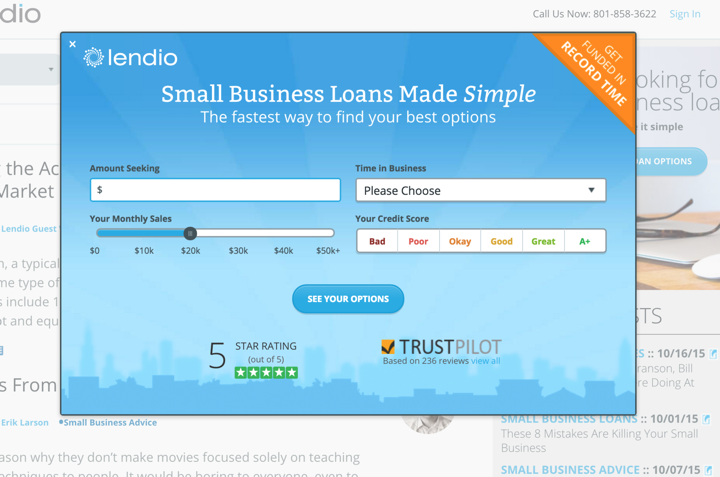 dio
Call Us Now: 801-858-3622 Sign In
×
lendio
GET
FUNDED IN
RECORD TIME
Small Business Loans Made Simple
The fastest way to find your best options
Amount Seeking
$
Time in Business
Please Choose
Your Monthly Sales
$0 $10k $20k $30k $40k $50k+
Your Credit Score
Bad Poor Okay Good Great A+
SEE YOUR OPTIONS
5
STAR RATING
(out of 5)
TRUSTPILOT
Based on 236 reviews view all
oking fo
ness loa
it simple
AN OPTIONS
g the Ac
Market
Lendio Guest
n, a typical
me type of
s include 1
ot and equ
s From
Erik Larson Small Business Advice
ason why they don't make movies focused solely on teaching
echniques to people. It would be boring to everyone, even to
STS
S :: 10/16/15
ranson, Bill
re Doing At
SMALL BUSINESS LOANS :: 10/01/15
These 8 Mistakes Are Killing Your Small
Business
SMALL BUSINESS ADVICE :: 10/07/15